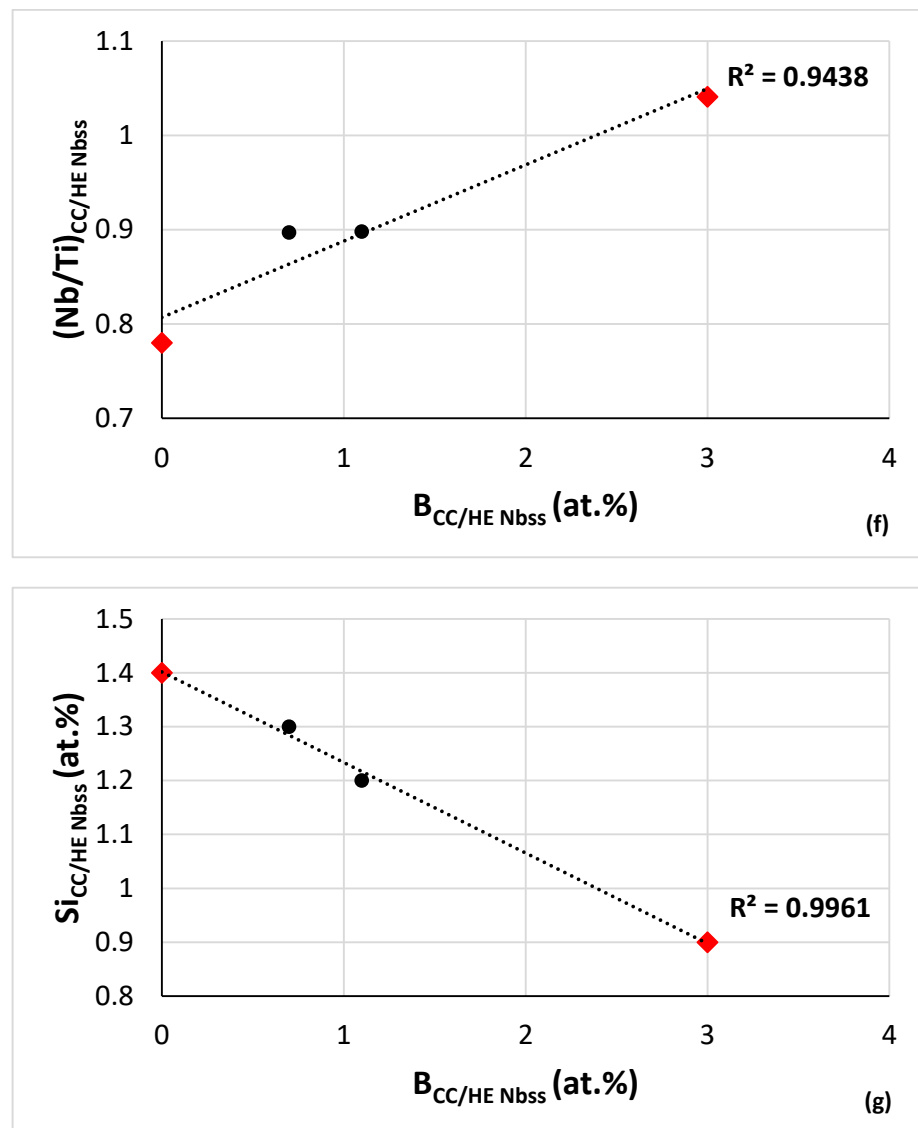 1.1
R² = 0.9438
1
0.9
0.8
0.7
(Nb/Ti)CC/HE Nbss
0 1 2 3 4
BCC/HE Nbss (at.%)
(f)
1.5
1.4
1.3
1.2
1.1
1
R² = 0.9961
0.9
0.8
SiCC/HE Nbss (at.%)
0 1 2 3 4
BCC/HE Nbss (at.%)
(g)